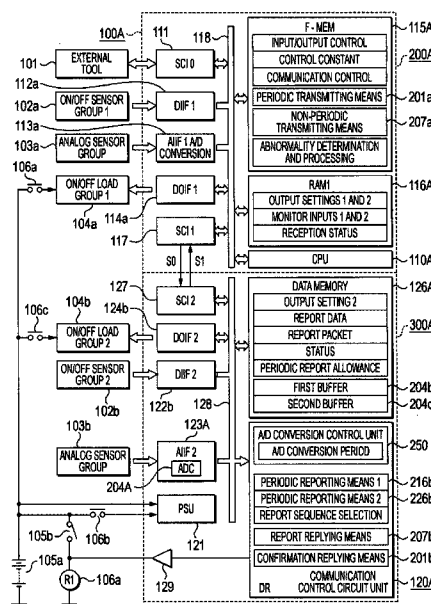 100A
111
118
115A
101
EXTERNAL TOOL
SCI 0
F - MEM
200A
INPUT/OUTPUT CONTROL
CONTROL CONSTANT
COMMUNICATION CONTROL
112a
102a
ON/OFF SENSOR GROUP 1
DIIF 1
PERIODIC TRANSMITTING MEANS
201a
113a
NON-PERIODIC TRANSMITTING MEANS
207a
103a
ANALOG SENSOR GROUP
AIIF 1 A/D CONVERSION
ABNORMALITY DETERMINATION AND PROCESSING
106a
ON/OFF LOAD GROUP 1
DOIF 1
RAM1
116A
104a
114a
OUTPUT SETTINGS 1 AND 2
MONITOR INPUTS 1 AND 2
RECEPTION STATUS
117
SCI 1
CPU
110A
S0
S1
127
SCI 2
DATA MEMORY
126A
OUTPUT SETTING 2
300A
104b
124b
REPORT DATA
106c
ON/OFF LOAD GROUP 2
DOIF 2
REPORT PACKET
STATUS
PERIODIC REPORT ALLOWANCE
ON/OFF SENSOR GROUP 2
DIIF 2
FIRST BUFFER
204b
102b
122b
128
SECOND BUFFER
204c
103b
123A
ANALOG SENSOR GROUP
AIIF 2
ADC
204A
A/D CONVERSION CONTROL UNIT
250
A/D CONVERSION PERIOD
PSU
121
PERIODIC REPORTING MEANS 1
216b
PERIODIC REPORTING MEANS 2
226b
REPORT SEQUENCE SELECTION
105b
106b
REPORT REPLYING MEANS
207b
105a
CONFIRMATION REPLYING MEANS
201b
R1
106a
129
DR
COMMUNICATION CONTROL CIRCUIT UNIT
120A